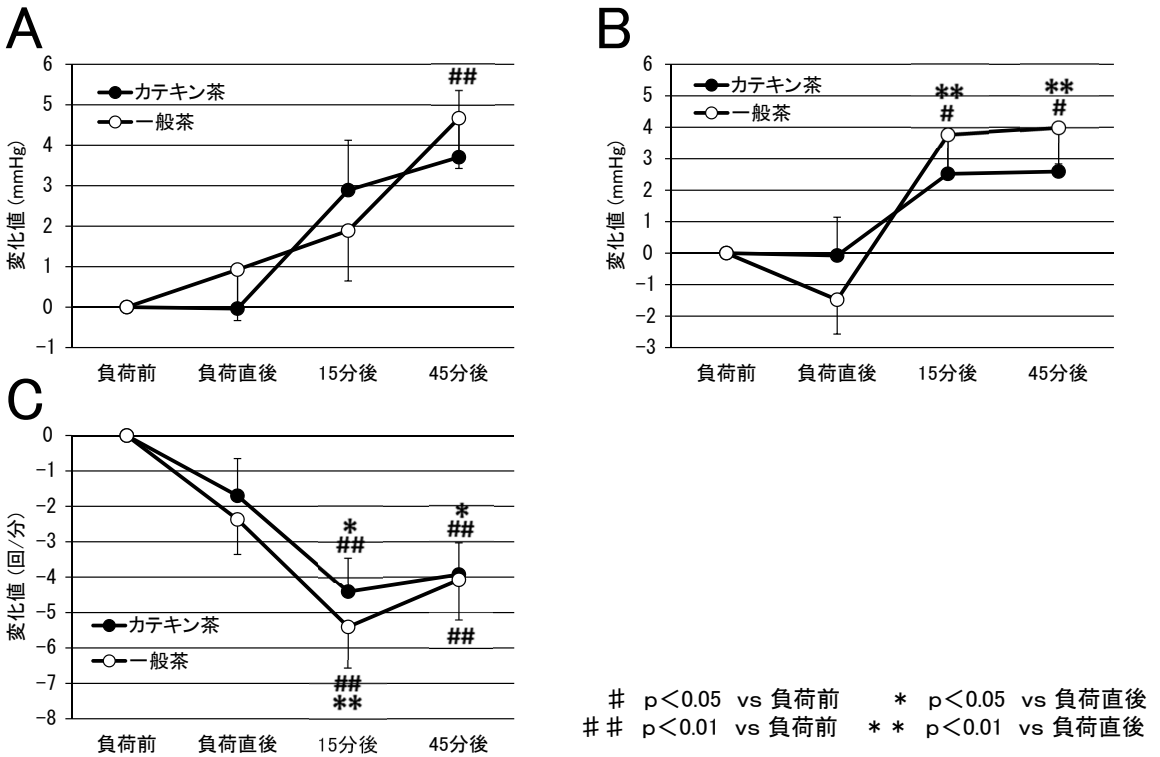 A
変化値 (mmHg)
6
5
4
3
2
1
0
−1
カテキン茶
一般茶
##
負荷前 負荷直後 15分後 45分後
B
変化値 (mmHg)
6
5
4
3
2
1
0
−1
−2
−3
カテキン茶
一般茶
** **
# #
負荷前 負荷直後 15分後 45分後
C
変化値 (回/分)
0
−1
−2
−3
−4
−5
−6
−7
−8
* *
## ##
カテキン茶
一般茶
##
##
**
負荷前 負荷直後 15分後 45分後
# p<0.05 vs 負荷前 * p<0.05 vs 負荷直後
## p<0.01 vs 負荷前 ** p<0.01 vs 負荷直後